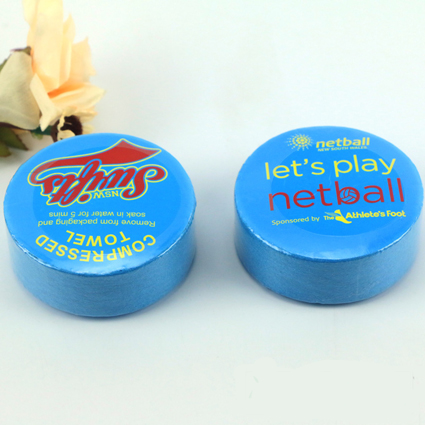 NSW
Swifts
Remove from packaging and
soak in water for 5 mins
COMPRESSED
TOWEL
netball
NEW SOUTH WALES
let's play
netball
Sponsored by The Athlete's Foot